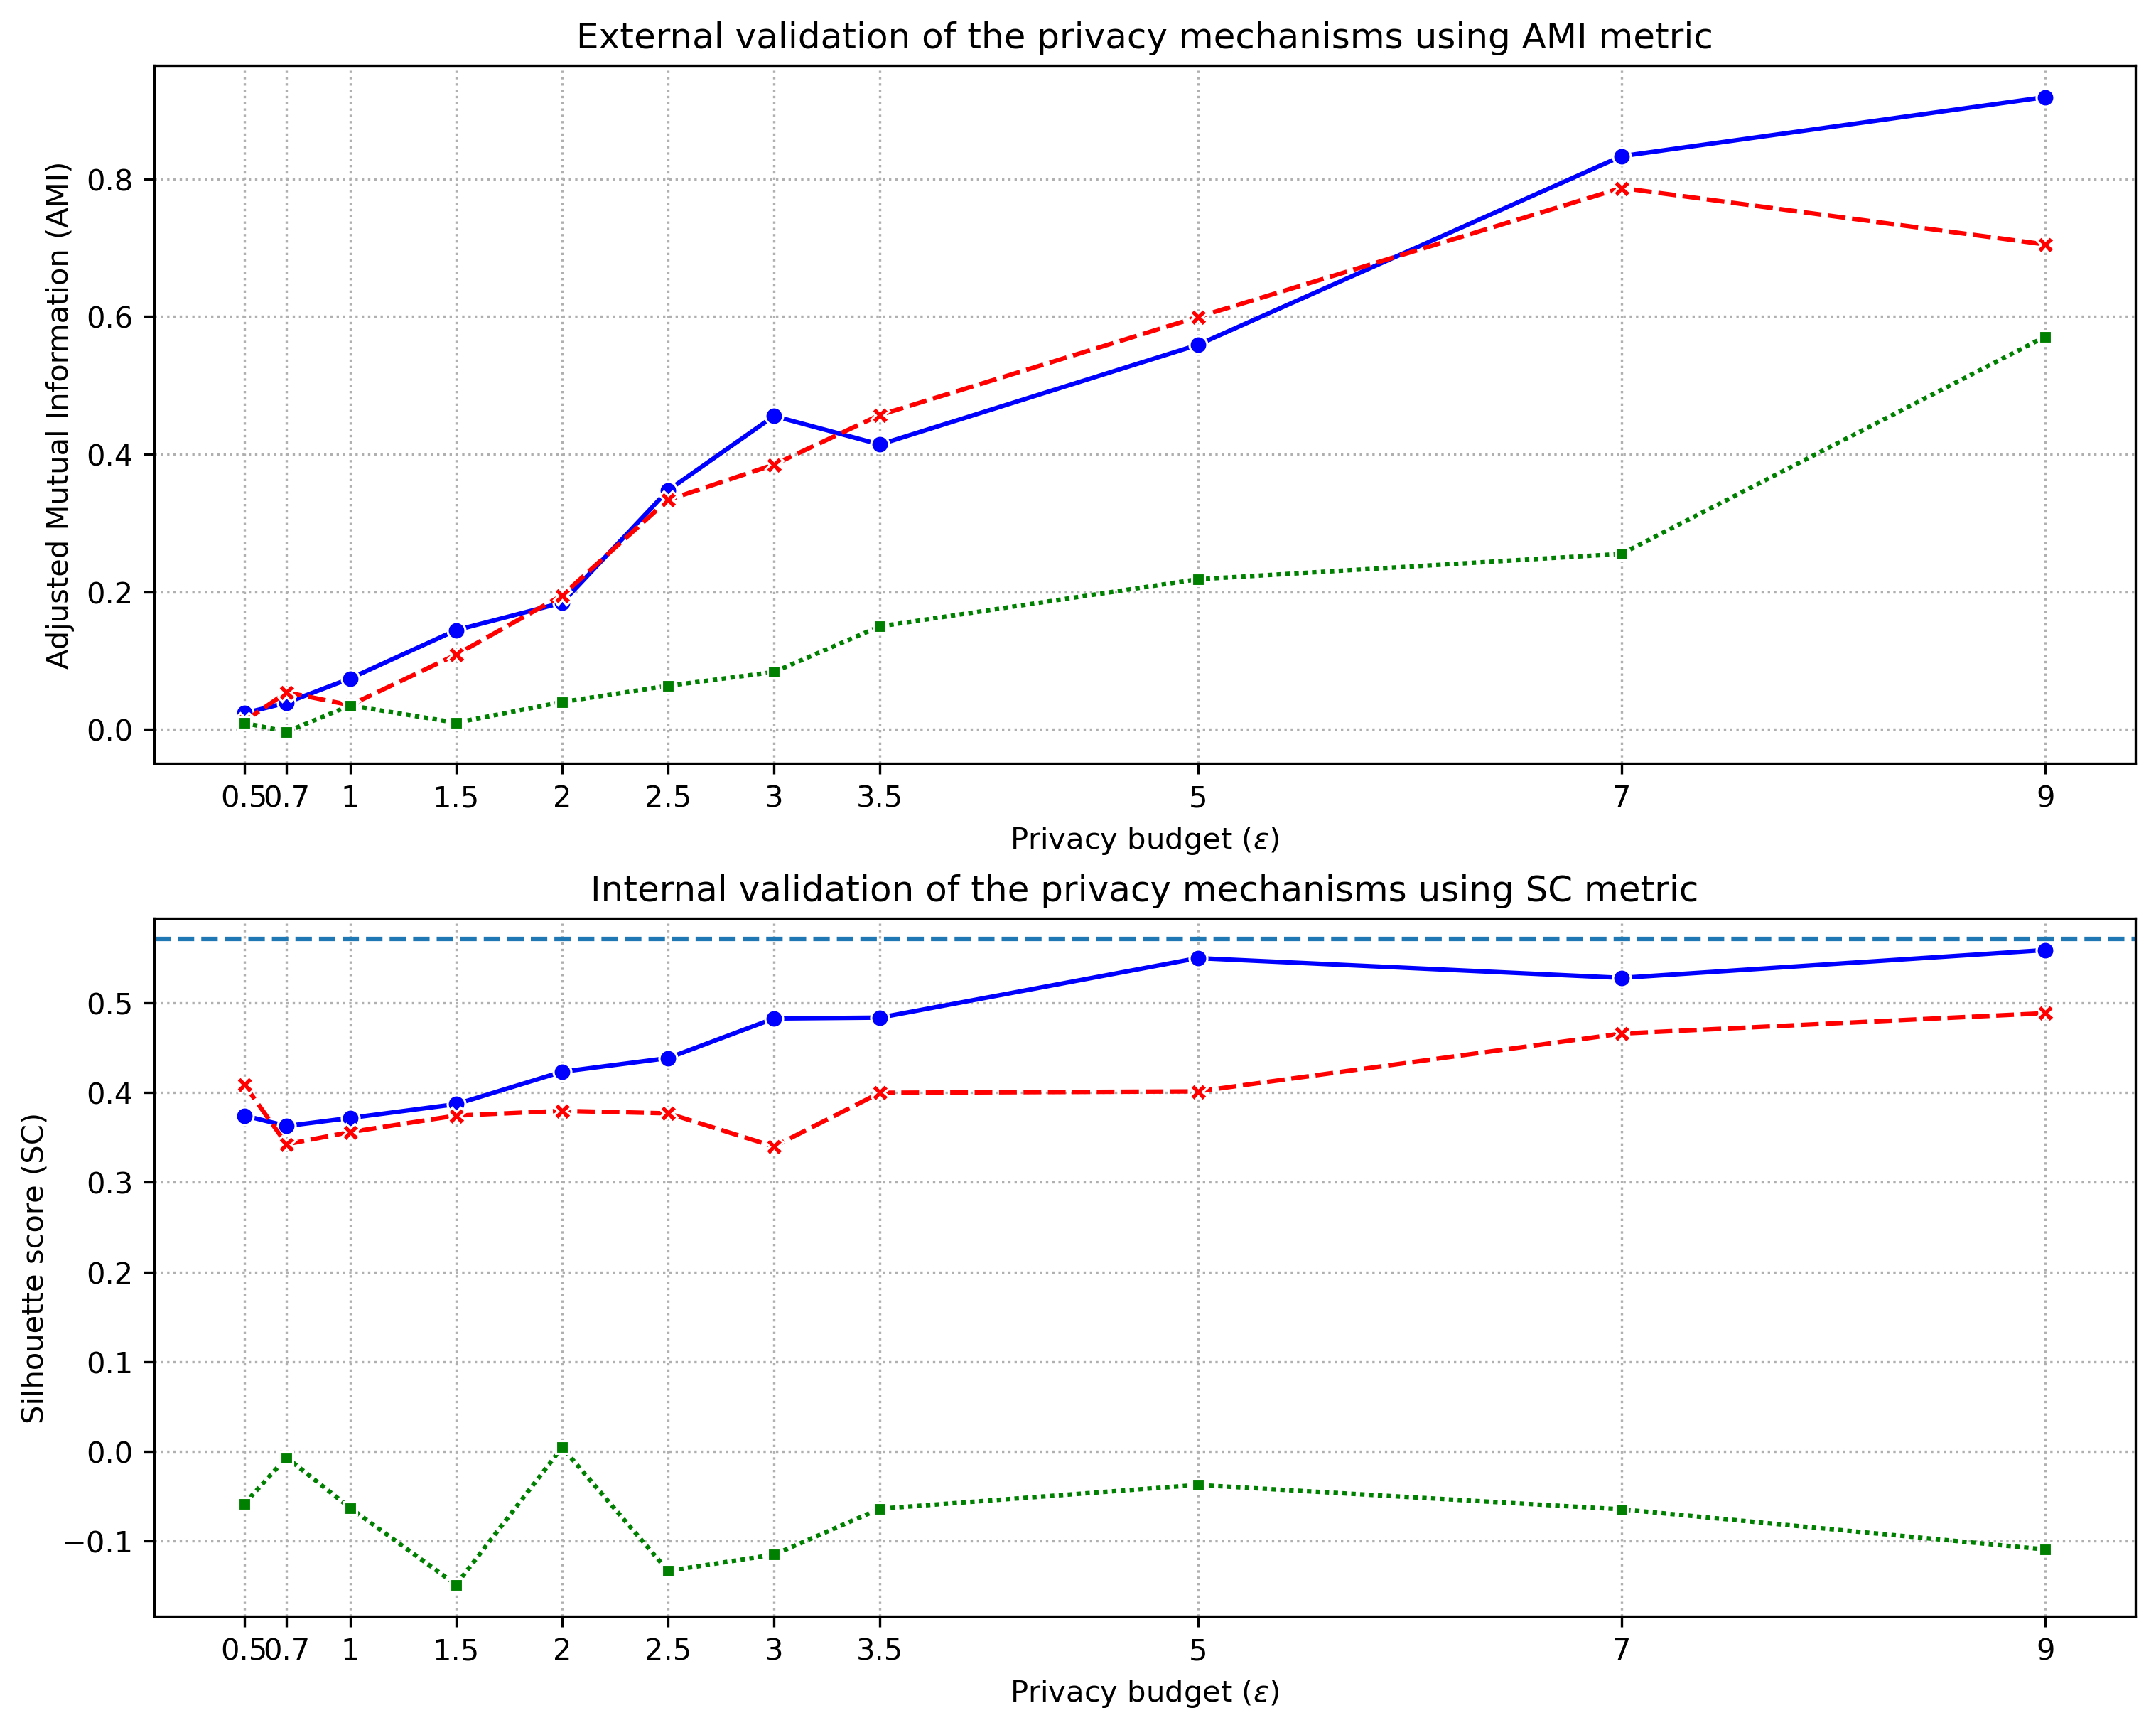 External validation of the privacy mechanisms using AMI metric
Adjusted Mutual Information (AMI)
0.8
0.6
0.4
0.2
0.0
0.5 0.7 1 1.5 2 2.5 3 3.5 5 7 9
Privacy budget (ε)
Internal validation of the privacy mechanisms using SC metric
Silhouette score (SC)
0.5
0.4
0.3
0.2
0.1
0.0
−0.1
0.5 0.7 1 1.5 2 2.5 3 3.5 5 7 9
Privacy budget (ε)